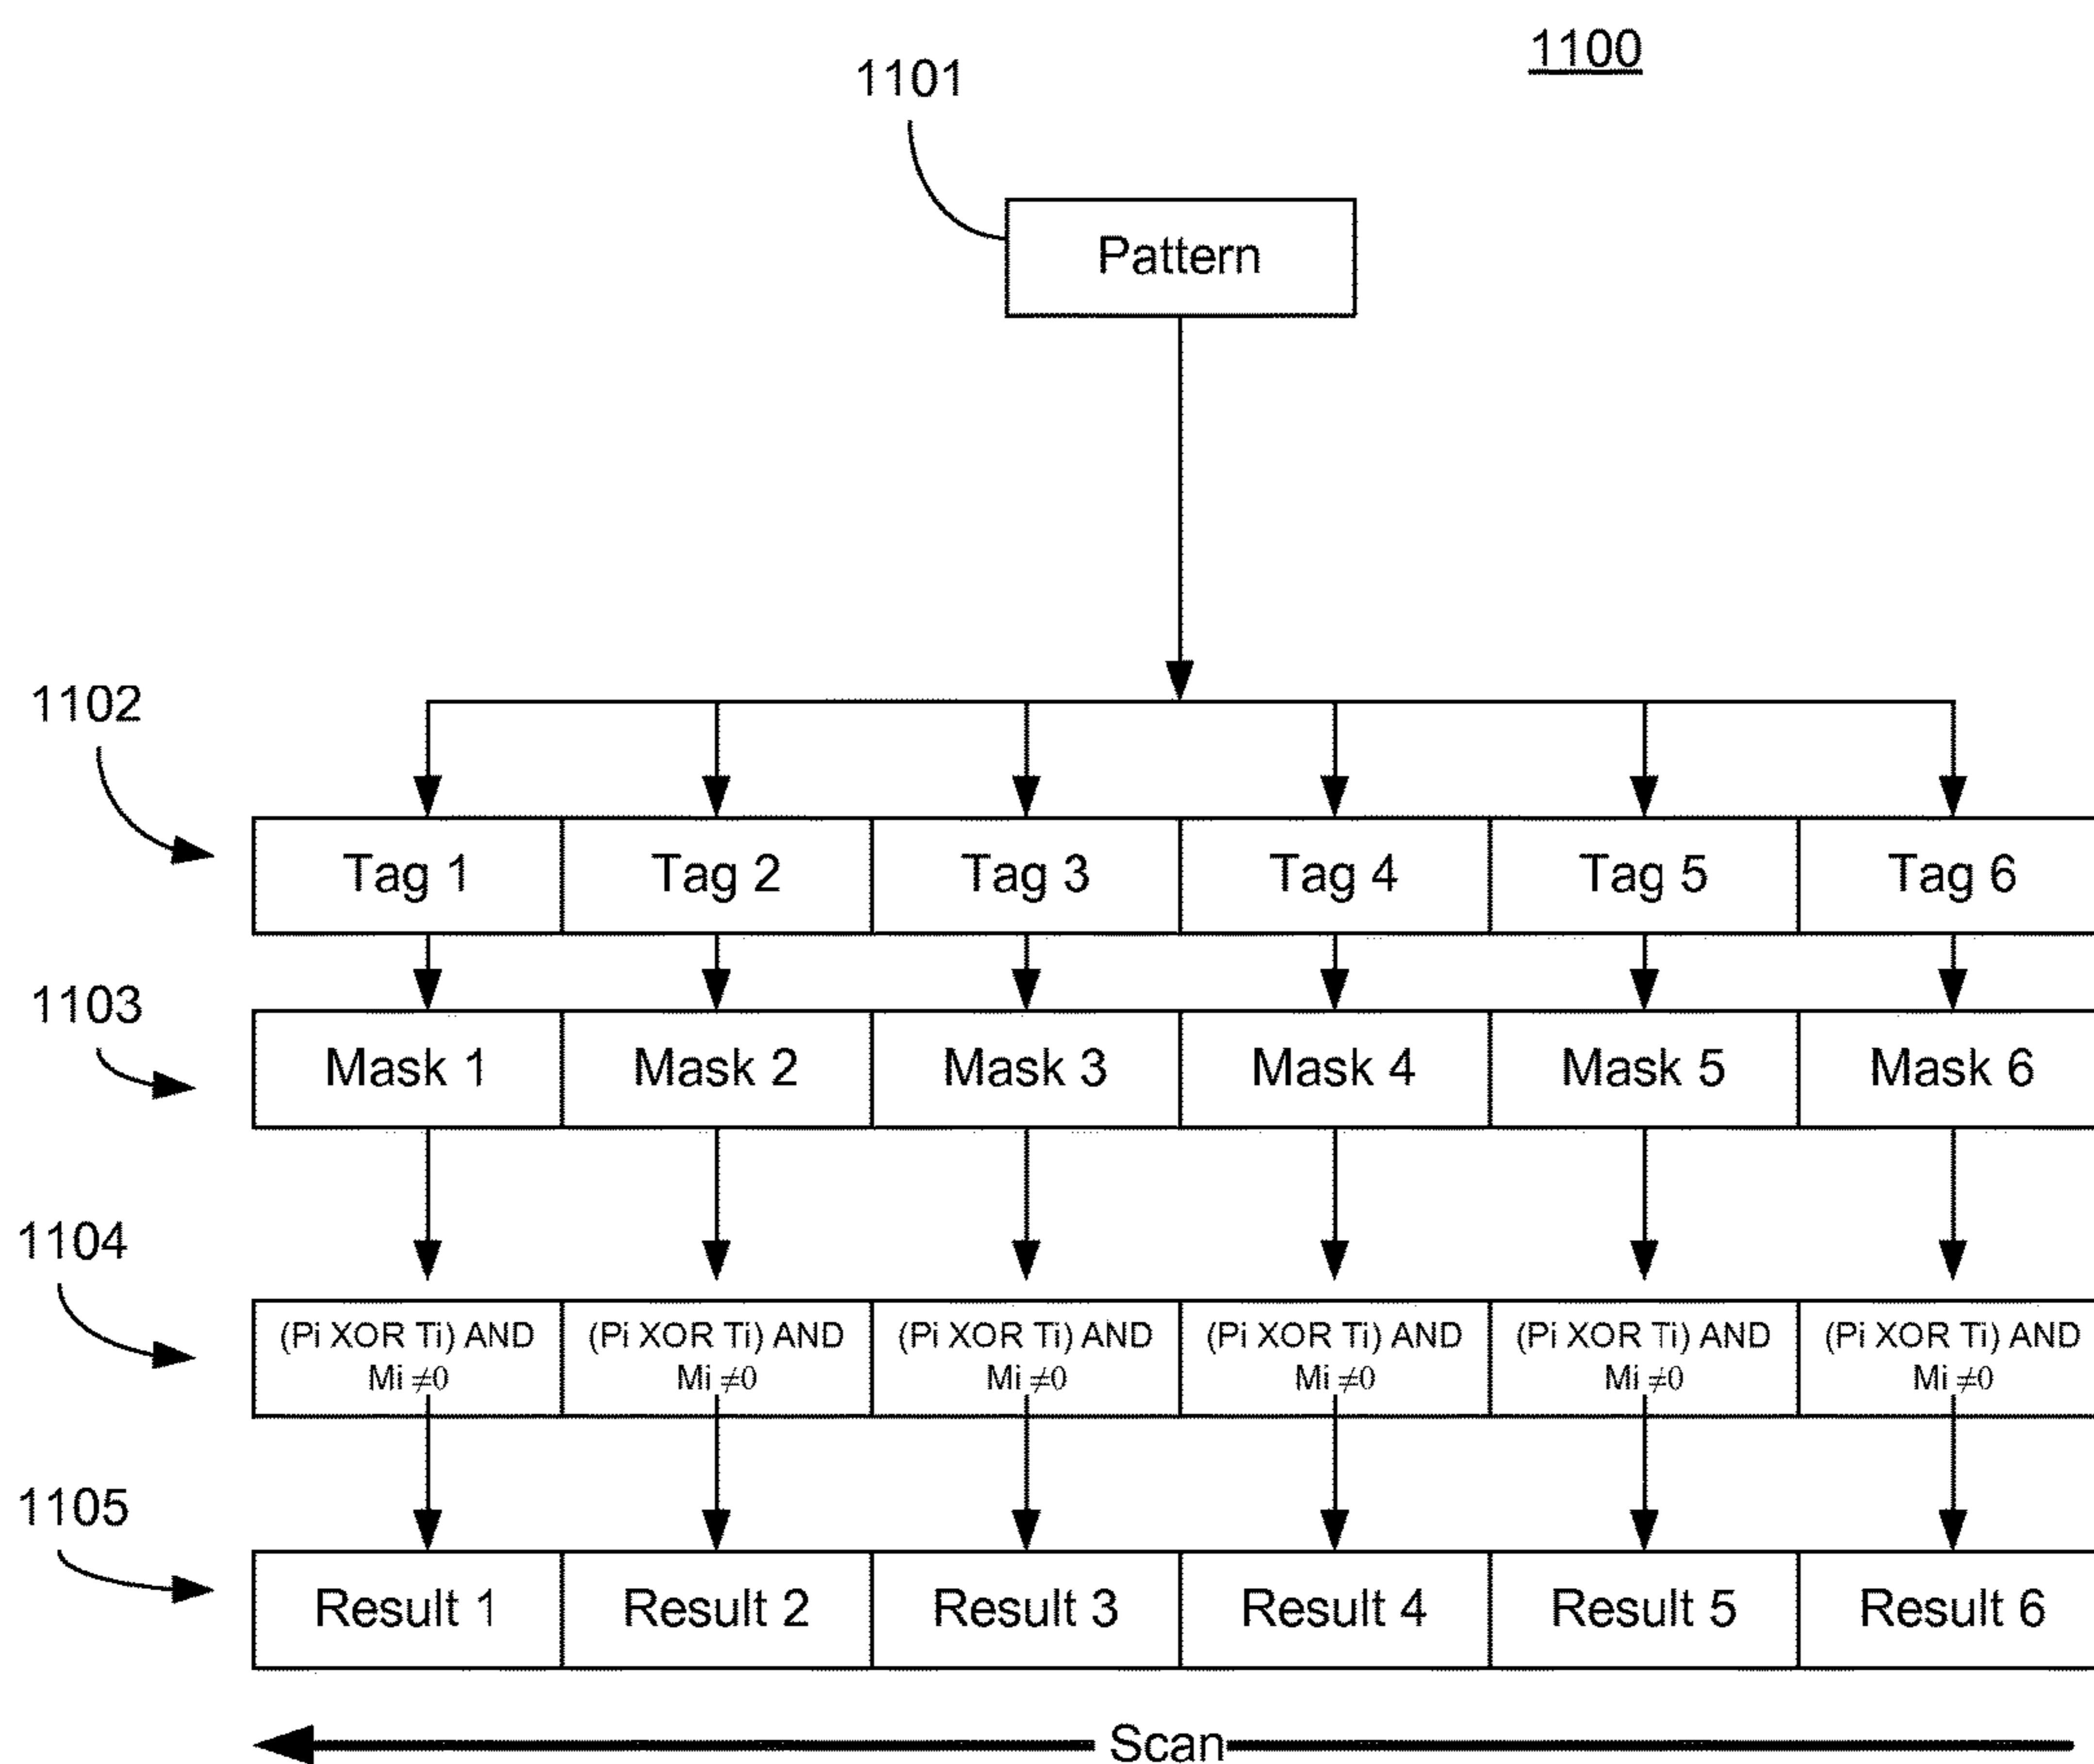 1100
1101
Pattern
1102
Tag 1 Tag 2 Tag 3 Tag 4 Tag 5 Tag 6
1103
Mask 1 Mask 2 Mask 3 Mask 4 Mask 5 Mask 6
1104
(Pi XOR Ti) AND (Pi XOR Ti) AND (Pi XOR Ti) AND (Pi XOR Ti) AND (Pi XOR Ti) AND (Pi XOR Ti) AND
Mi ≠0 Mi ≠0 Mi ≠0 Mi ≠0 Mi ≠0 Mi ≠0
1105
Result 1 Result 2 Result 3 Result 4 Result 5 Result 6
Scan